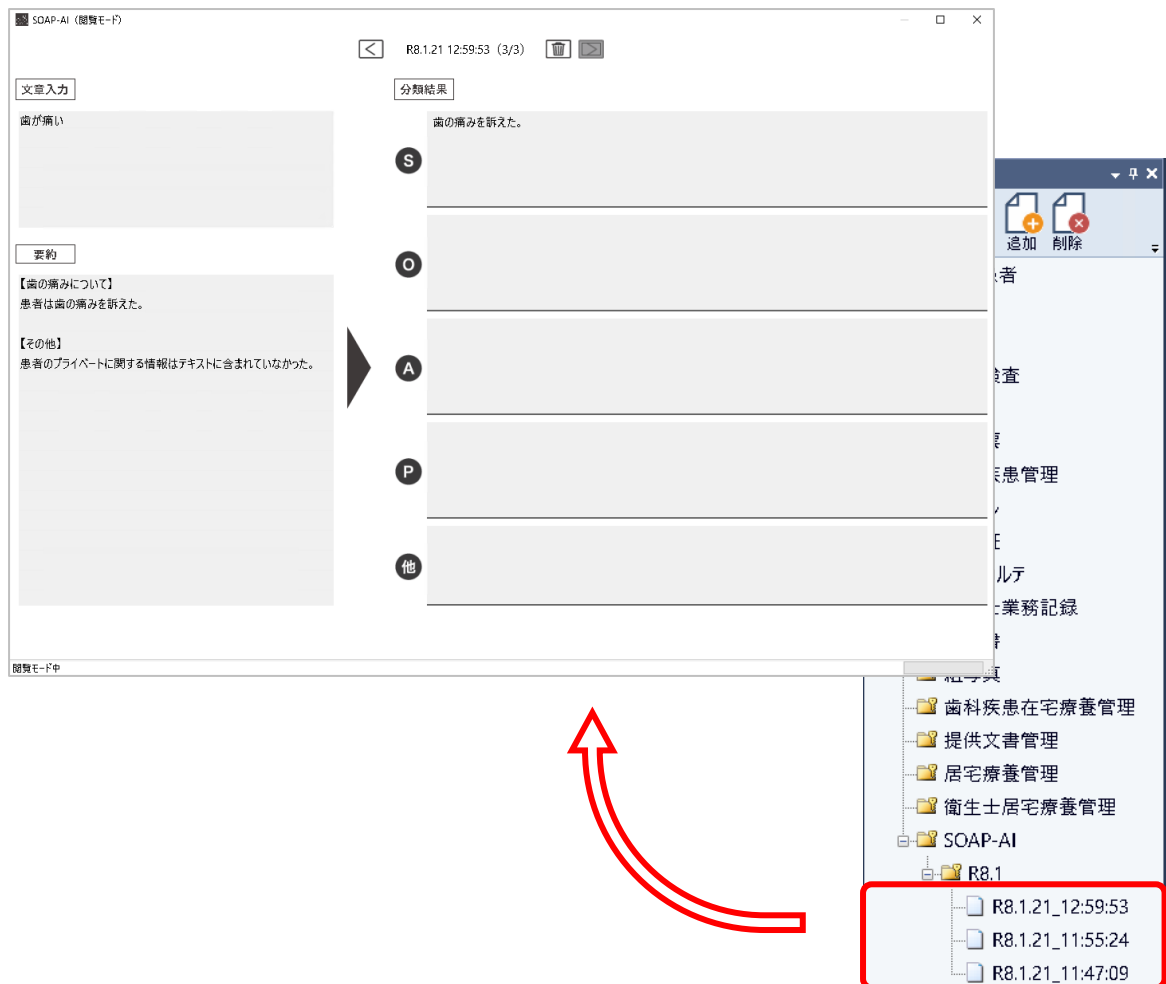 SOAP-AI（閲覧モード）
R8.1.21 12:59:53（3/3）
文章入力
歯が痛い
要約
【歯の痛みについて】
患者は歯の痛みを訴えた。
【その他】
患者のプライベートに関する情報はテキストに含まれていなかった。
分類結果
S
歯の痛みを訴えた。
O
A
P
他
閲覧モード中
追加 削除
者
査
疾患管理
ルテ
業務記録
歯科疾患在宅療養管理
提供文書管理
居宅療養管理
衛生士居宅療養管理
SOAP-AI
R8.1
R8.1.21_12:59:53
R8.1.21_11:55:24
R8.1.21_11:47:09